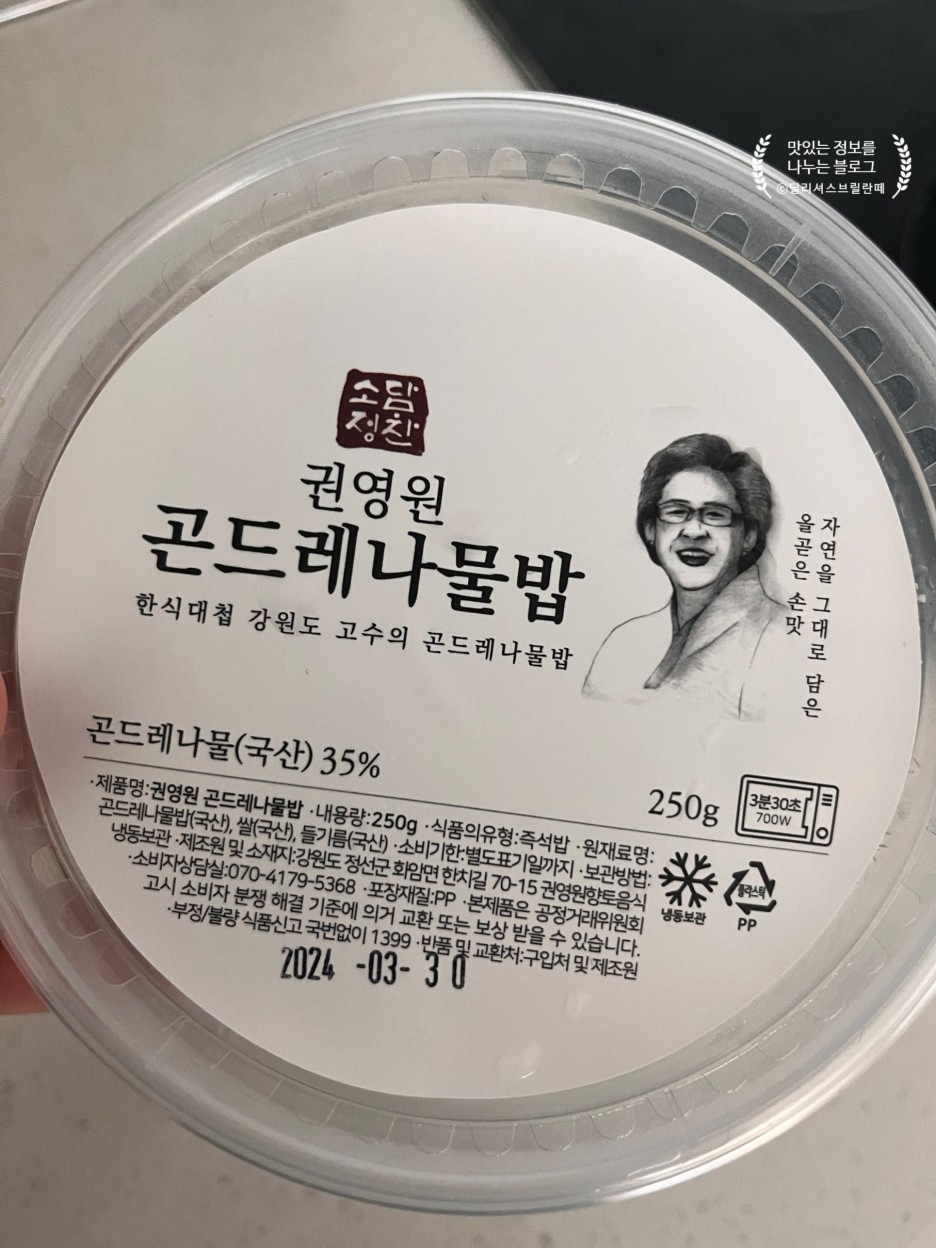 맛있는 정보를
나누는 블로그
©딜리셔스브릴란떼
소담
정찬
권영원
곤드레나물밥
한식대첩 강원도 고수의 곤드레나물밥
자연을 그대로 담은
올곧은 손맛
곤드레나물(국산) 35%
250g
3분30초
700W
·제품명:권영원 곤드레나물밥 ·내용량:250g ·식품의유형:즉석밥 ·원재료명:
곤드레나물밥(국산), 쌀(국산), 들기름(국산) ·소비기한:별도표기일까지 ·보관방법:
냉동보관 ·제조원 및 소재지:강원도 정선군 화암면 한치길 70-15 권영원향토음식
·소비자상담실:070-4179-5368 ·포장재질:PP ·본제품은 공정거래위원회
고시 소비자 분쟁 해결 기준에 의거 교환 또는 보상 받을 수 있습니다.
·부정/불량 식품신고 국번없이 1399 ·반품 및 교환처:구입처 및 제조원
냉동보관
플라스틱
PP
2024 -03- 30